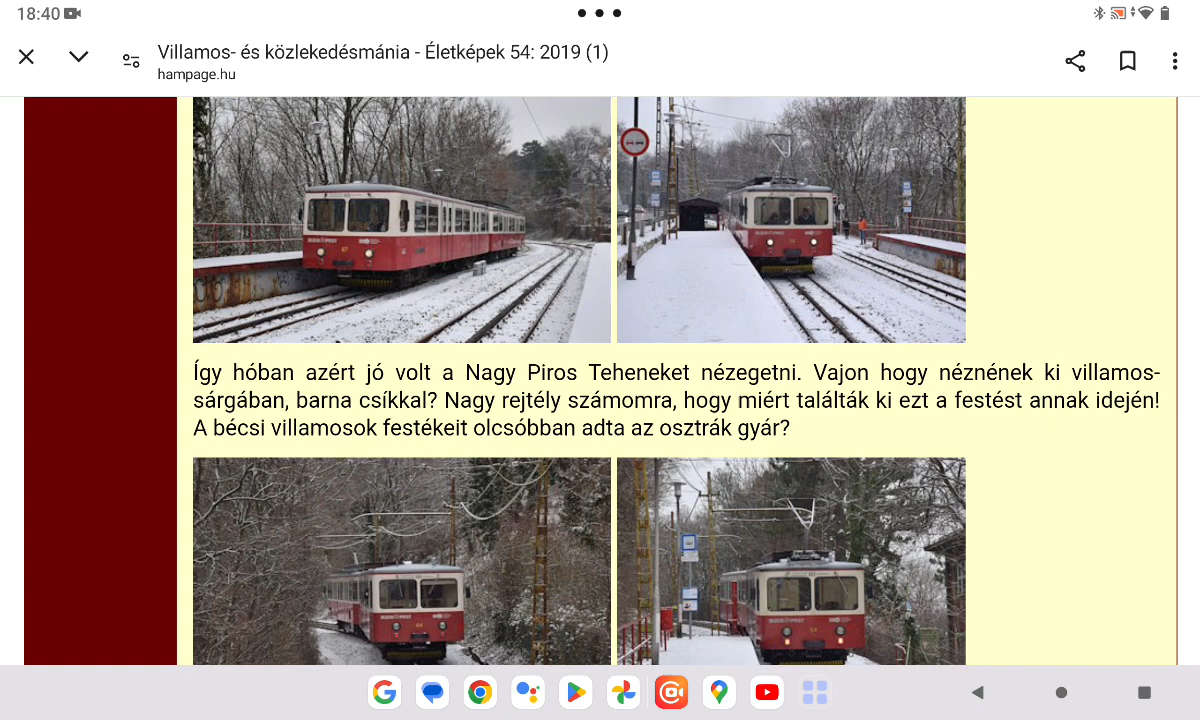 18:40
Villamos- és közlekedésmánia - Életképek 54: 2019 (1)
hampage.hu
Így hóban azért jó volt a Nagy Piros Teheneket nézegetni. Vajon hogy néznének ki villamos-
sárgában, barna csíkkal? Nagy rejtély számomra, hogy miért találták ki ezt a festést annak idején!
A bécsi villamosok festékeit olcsóbban adta az osztrák gyár?